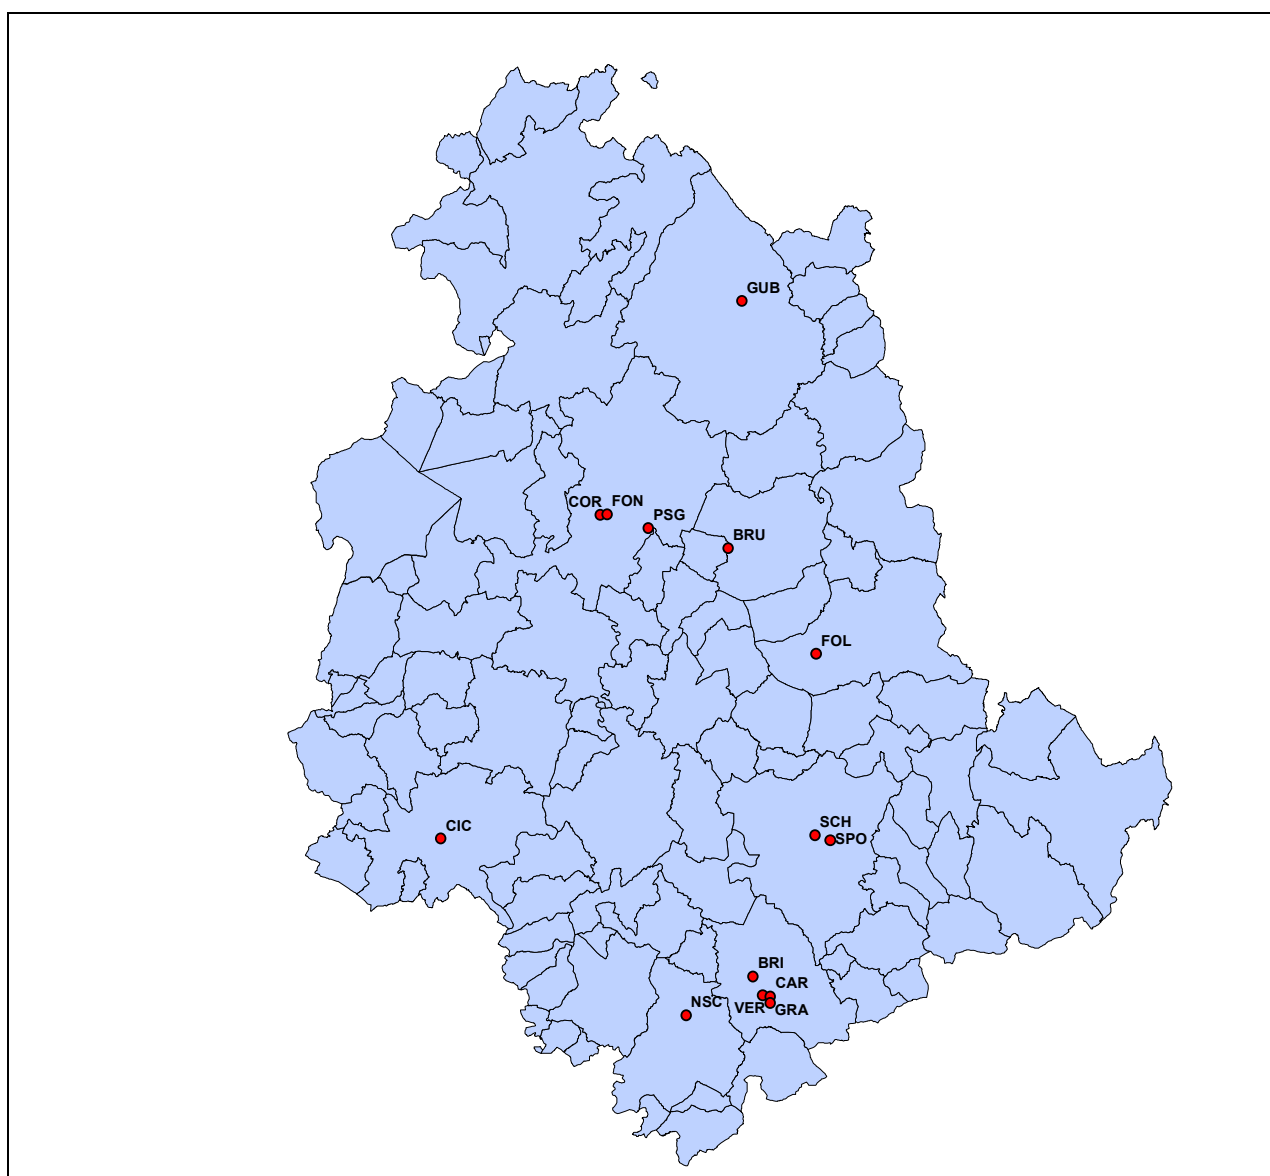 GUB
COR FON
PSG
BRU
FOL
SCH
CIC
SPO
BRI
CAR
NSC
VER GRA